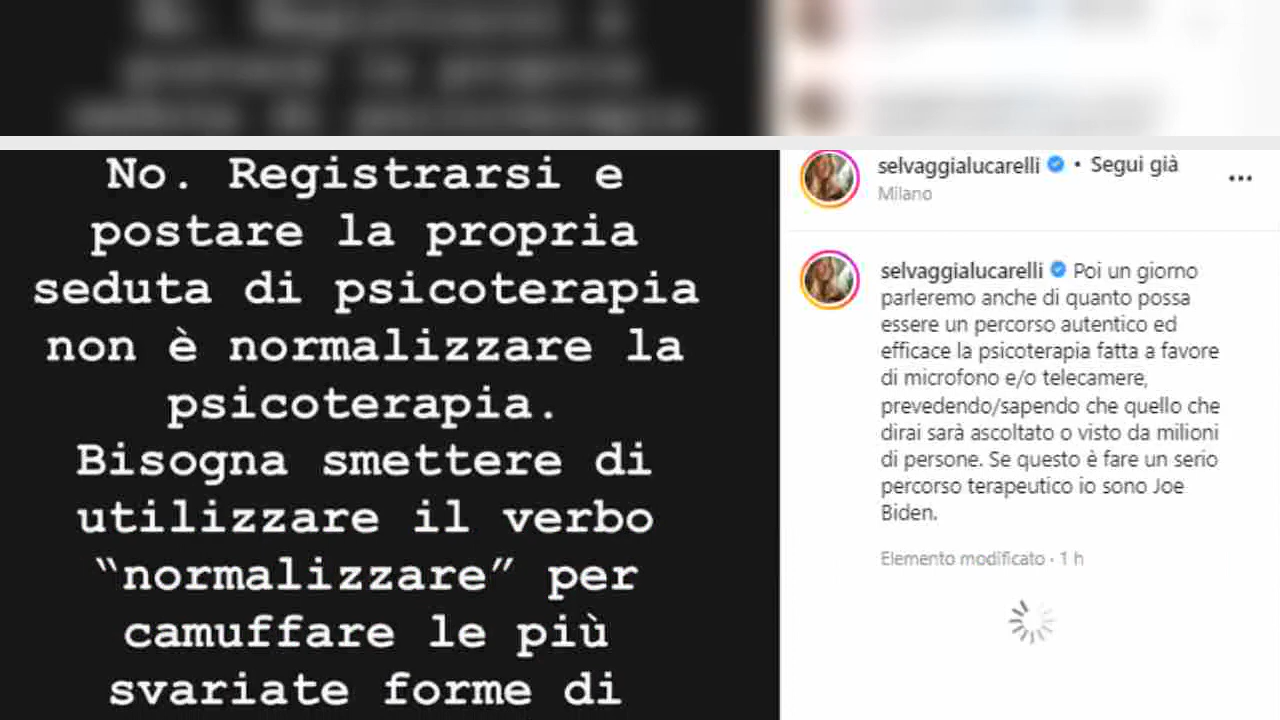 No. Registrarsi e
postare la propria
seduta di psicoterapia
non è normalizzare la
psicoterapia.
Bisogna smettere di
utilizzare il verbo
“normalizzare” per
camuffare le più
svariate forme di
selvaggialucarelli • Segui già
Milano
selvaggialucarelli Poi un giorno
parleremo anche di quanto possa
essere un percorso autentico ed
efficace la psicoterapia fatta a favore
di microfono e/o telecamere,
prevedendo/sapendo che quello che
dirai sarà ascoltato o visto da milioni
di persone. Se questo è fare un serio
percorso terapeutico io sono Joe
Biden.
Elemento modificato · 1 h